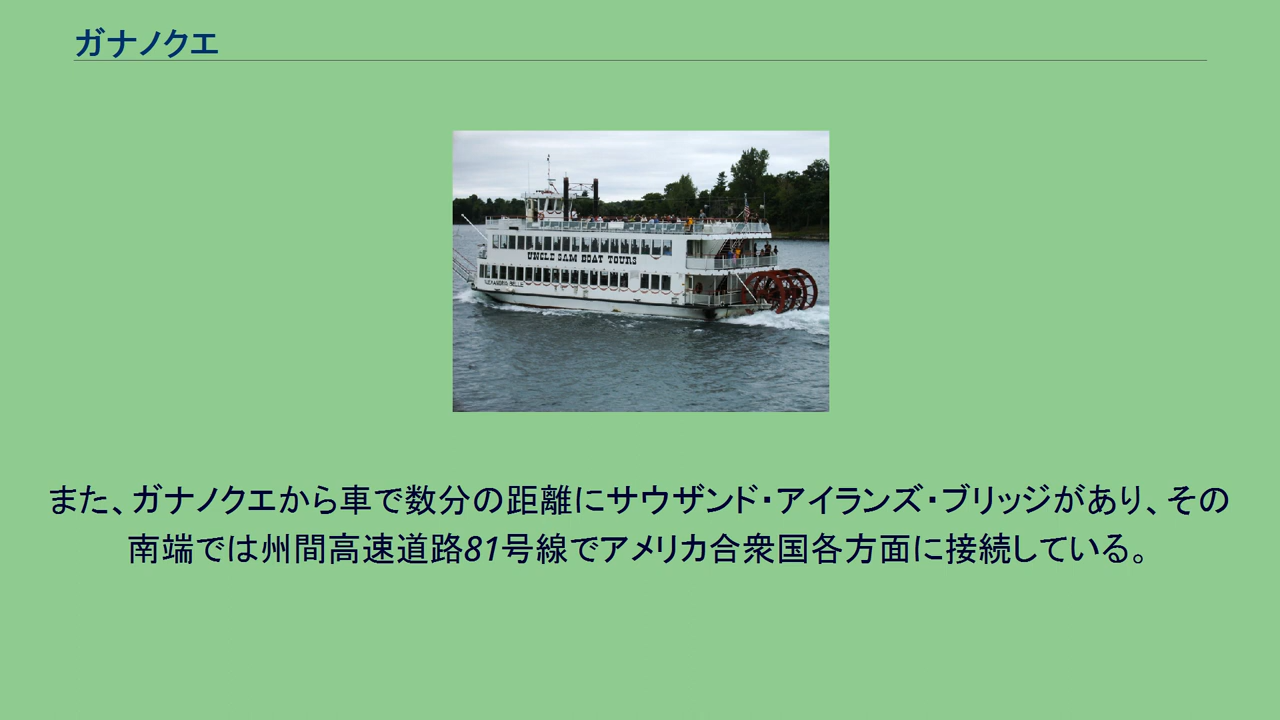 ガナノクエ
UNCLE SAM BOAT TOURS
ALEXANDRIA BELLE
また、ガナノクエから車で数分の距離にサウザンド・アイランズ・ブリッジがあり、その
南端では州間高速道路81号線でアメリカ合衆国各方面に接続している。